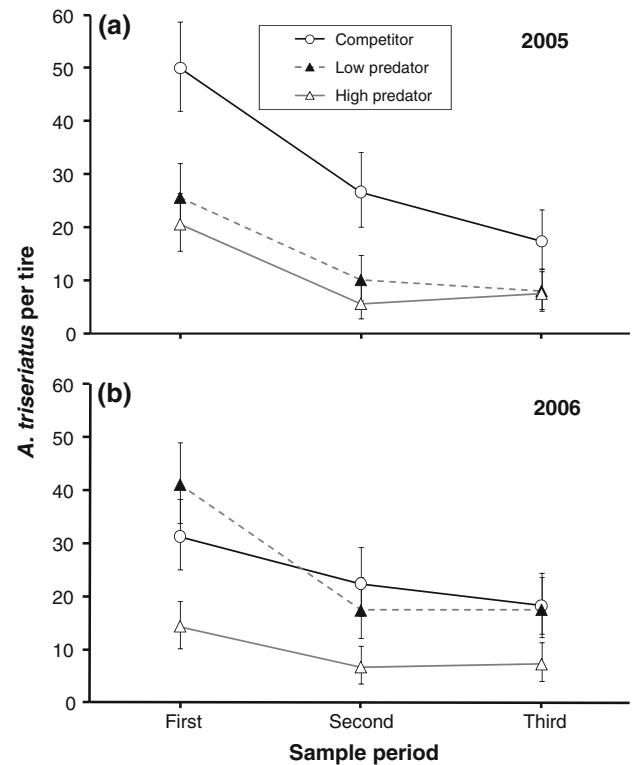 60
(a)
2005
Competitor
Low predator
High predator
50
40
30
20
10
0
A. triseriatus per tire
60
(b)
2006
50
40
30
20
10
0
First Second Third
Sample period